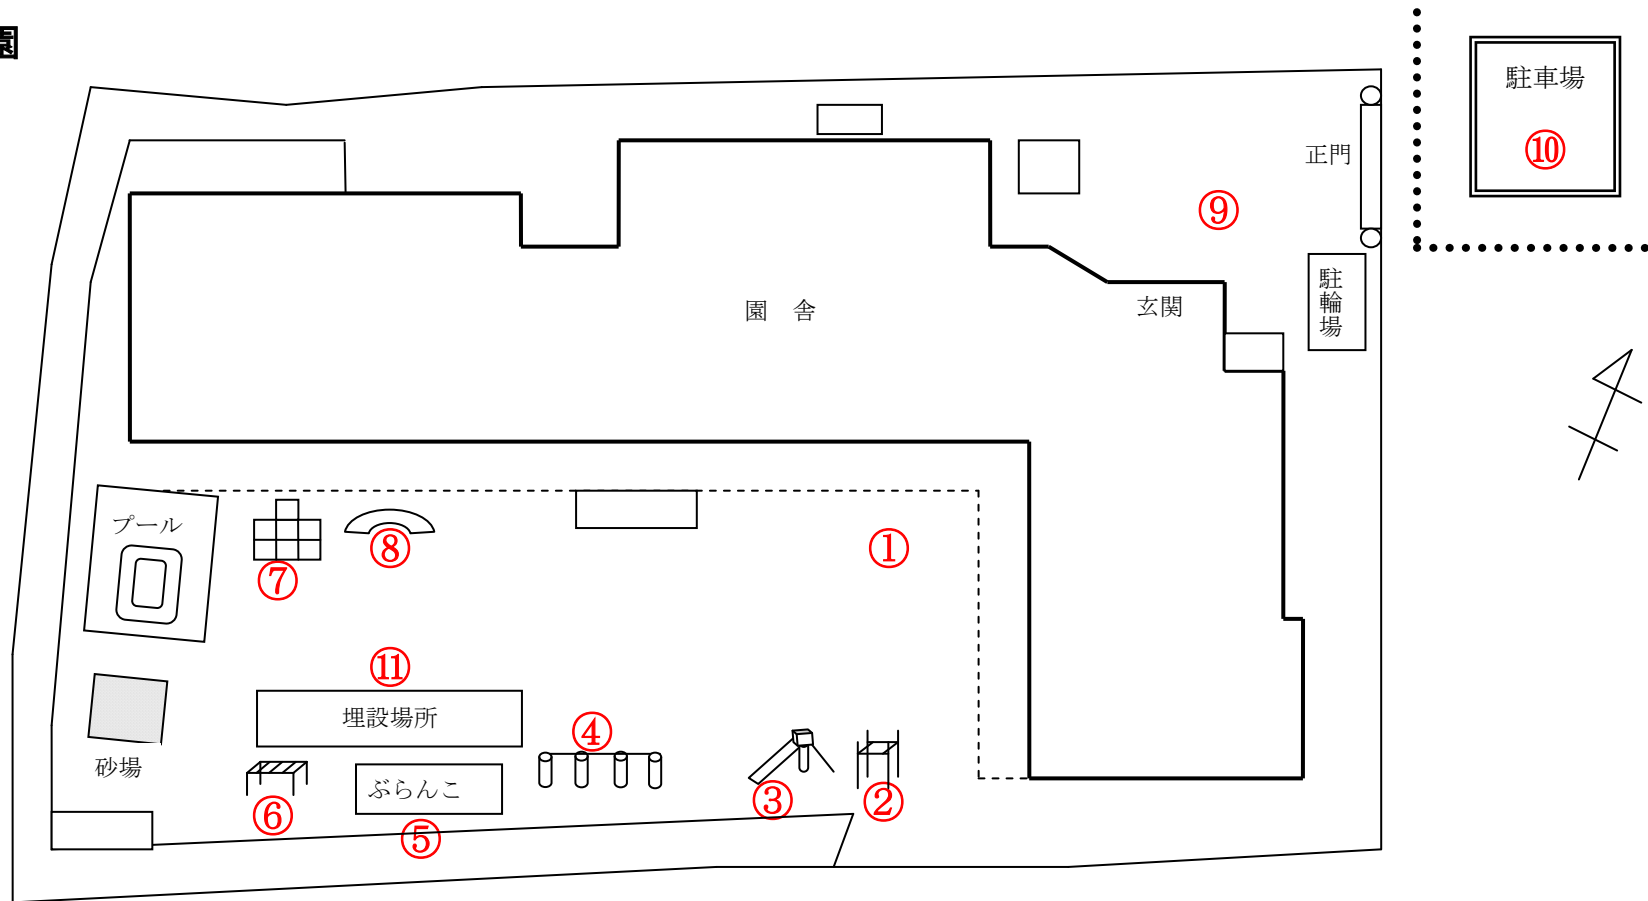 園
駐車場
⑩
正門
⑨
駐輪場
園 舎
玄関
プール
⑧
①
⑦
⑪
埋設場所
④
砂場
ぶらんこ
③
②
⑥
⑤